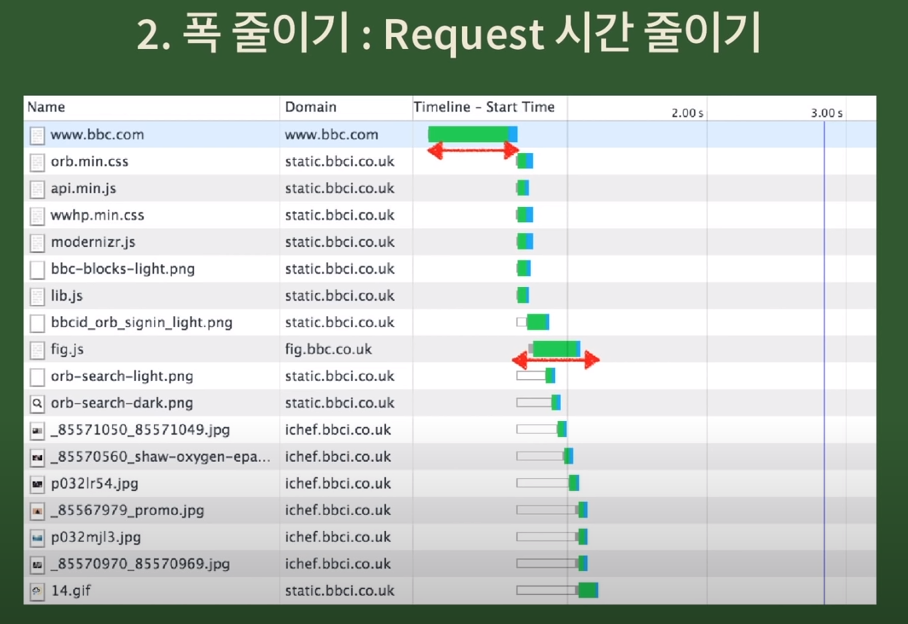 2. 폭 줄이기 : Request 시간 줄이기
Name Domain Timeline - Start Time 2.00 s 3.00 s
www.bbc.com www.bbc.com
orb.min.css static.bbci.co.uk
api.min.js static.bbci.co.uk
wwhp.min.css static.bbci.co.uk
modernizr.js static.bbci.co.uk
bbc-blocks-light.png static.bbci.co.uk
lib.js static.bbci.co.uk
bbcid_orb_signin_light.png static.bbci.co.uk
fig.js fig.bbc.co.uk
orb-search-light.png static.bbci.co.uk
orb-search-dark.png static.bbci.co.uk
_85571050_85571049.jpg ichef.bbci.co.uk
_85570560_shaw-oxygen-epa... ichef.bbci.co.uk
p032lr54.jpg ichef.bbci.co.uk
_85567979_promo.jpg ichef.bbci.co.uk
p032mjl3.jpg ichef.bbci.co.uk
_85570970_85570969.jpg ichef.bbci.co.uk
14.gif static.bbci.co.uk